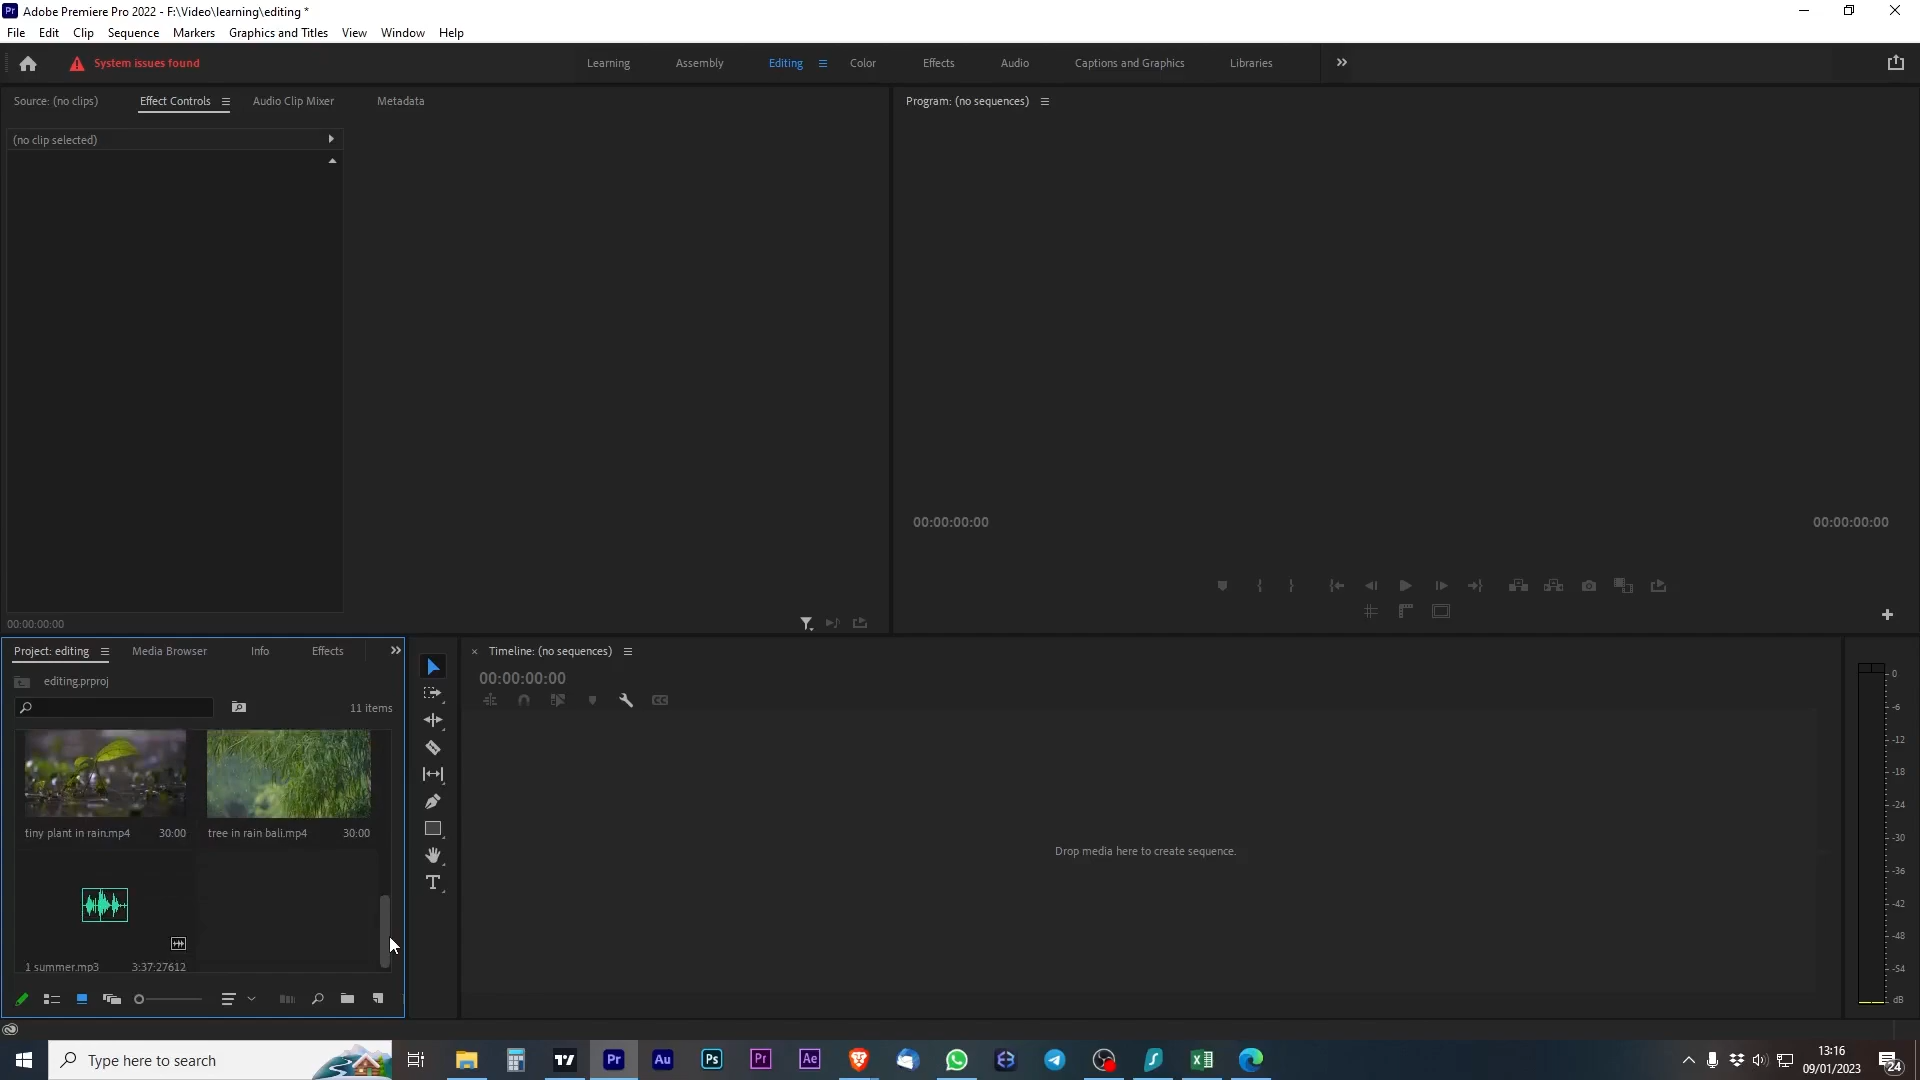 Adobe Premiere Pro 2022 - F:\Video\learning\editing *
File Edit Clip Sequence Markers Graphics and Titles View Window Help
System issues found
Learning Assembly Editing Color Effects Audio Captions and Graphics Libraries
Source: (no clips) Effect Controls Audio Clip Mixer Metadata
Program: (no sequences)
(no clip selected)
00:00:00:00 00:00:00:00
00:00:00:00
Project: editing Media Browser Info Effects
Timeline: (no sequences)
editing.prproj
00:00:00:00
11 items
tiny plant in rain.mp4 30:00
tree in rain bali.mp4 30:00
Drop media here to create sequence.
1 summer.mp3 3:37:27612
0
-6
-12
-18
-24
-30
-36
-42
-48
-54
dB
Type here to search
13:16
09/01/2023
24